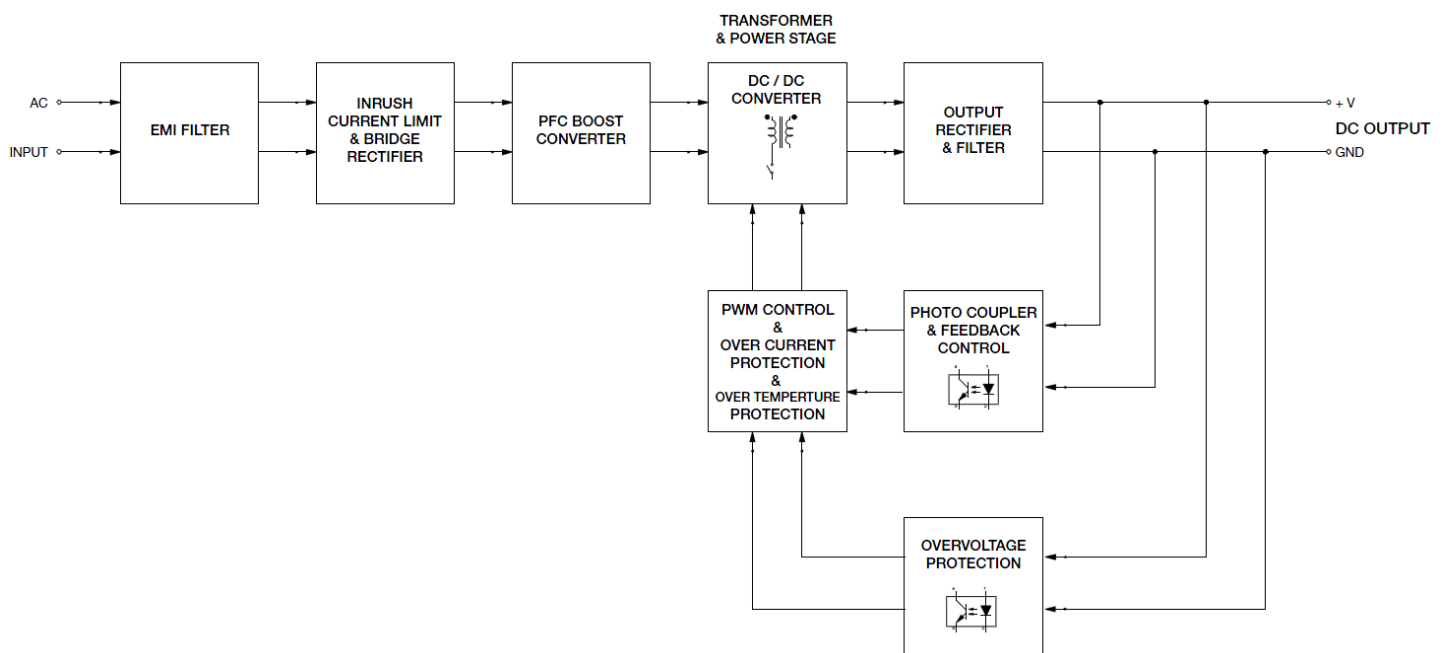 TRANSFORMER
& POWER STAGE
AC
INPUT
EMI FILTER
INRUSH
CURRENT LIMIT
& BRIDGE
RECTIFIER
PFC BOOST
CONVERTER
DC / DC
CONVERTER
OUTPUT
RECTIFIER
& FILTER
+ V
DC OUTPUT
GND
PWM CONTROL
&
OVER CURRENT
PROTECTION
&
OVER TEMPERTURE
PROTECTION
PHOTO COUPLER
& FEEDBACK
CONTROL
OVERVOLTAGE
PROTECTION